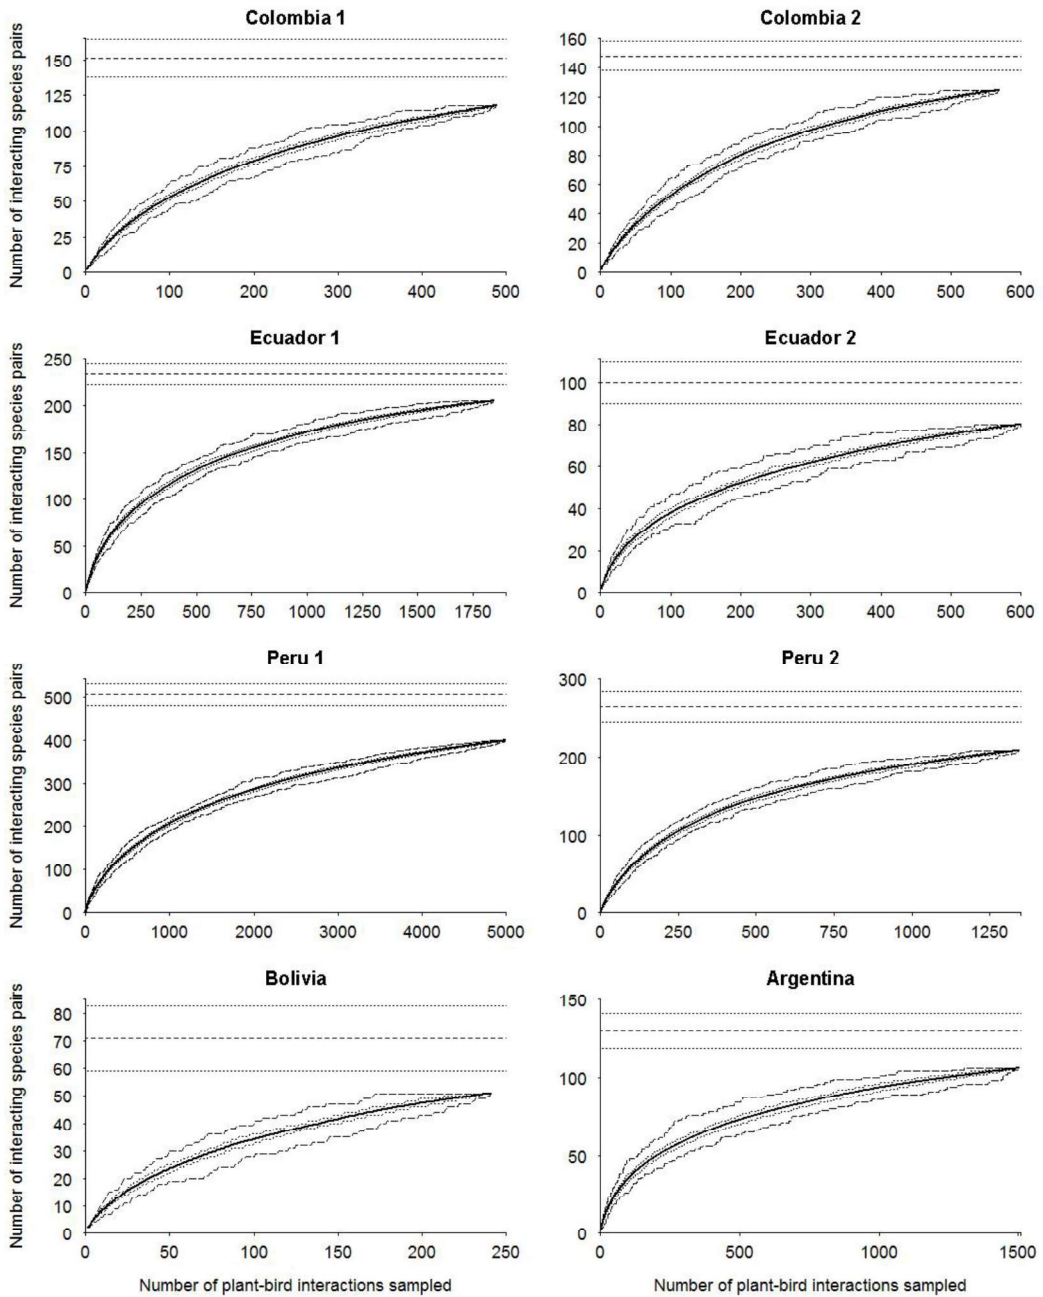 Colombia 1
Number of interacting species pairs
150
125
100
75
50
25
0
0 100 200 300 400 500
Colombia 2
160
140
120
100
80
60
40
20
0
0 100 200 300 400 500 600
Ecuador 1
Number of interacting species pairs
250
200
150
100
50
0
0 250 500 750 1000 1250 1500 1750
Ecuador 2
100
80
60
40
20
0
0 100 200 300 400 500 600
Peru 1
Number of interacting species pairs
500
400
300
200
100
0
0 1000 2000 3000 4000 5000
Peru 2
300
200
100
0
0 250 500 750 1000 1250
Bolivia
Number of interacting species pairs
80
70
60
50
40
30
20
10
0
0 50 100 150 200 250
Number of plant-bird interactions sampled
Argentina
150
100
50
0
0 500 1000 1500
Number of plant-bird interactions sampled